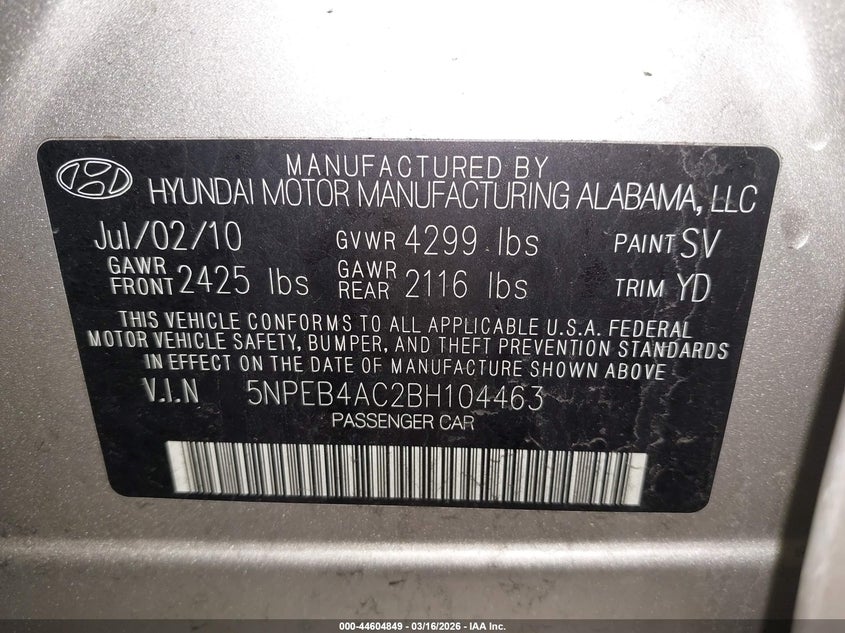 MANUFACTURED BY
HYUNDAI MOTOR MANUFACTURING ALABAMA, LLC
Jul/02/10 GVWR 4299 lbs PAINT SV
GAWR FRONT 2425 lbs GAWR REAR 2116 lbs TRIM YD
THIS VEHICLE CONFORMS TO ALL APPLICABLE U.S.A. FEDERAL
MOTOR VEHICLE SAFETY, BUMPER, AND THEFT PREVENTION STANDARDS
IN EFFECT ON THE DATE OF MANUFACTURE SHOWN ABOVE
V.I.N 5NPEB4AC2BH104463
PASSENGER CAR
000-44604849 - 03/16/2026 - IAA Inc.